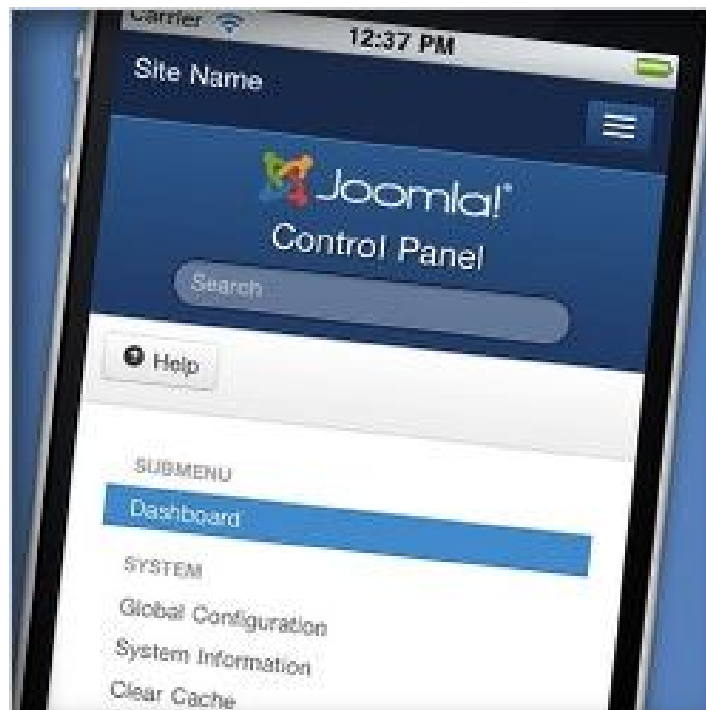 Carrier 12:37 PM
Site Name
Joomla!®
Control Panel
Search
Help
SUBMENU
Dashboard
SYSTEM
Global Configuration
System Information
Clear Cache